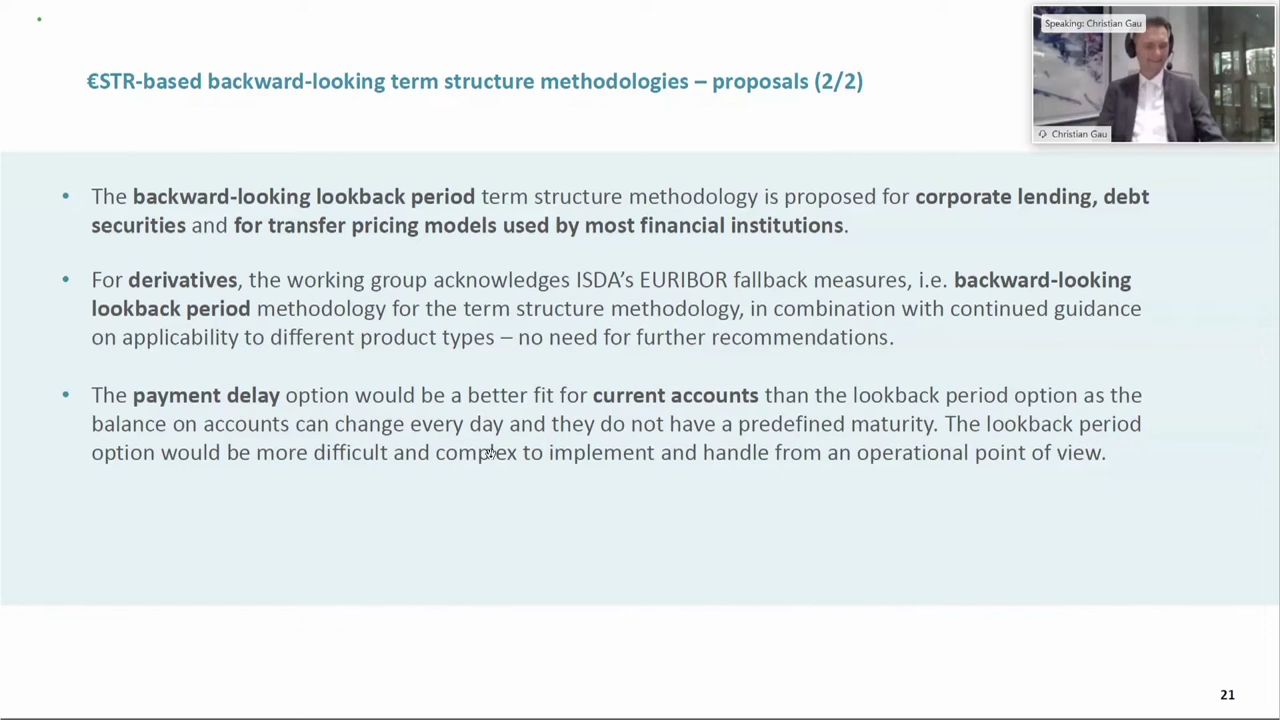 €STR-based backward-looking term structure methodologies – proposals (2/2)
Speaking: Christian Gau
Christian Gau
• The backward-looking lookback period term structure methodology is proposed for corporate lending, debt
securities and for transfer pricing models used by most financial institutions.
• For derivatives, the working group acknowledges ISDA's EURIBOR fallback measures, i.e. backward-looking
lookback period methodology for the term structure methodology, in combination with continued guidance
on applicability to different product types – no need for further recommendations.
• The payment delay option would be a better fit for current accounts than the lookback period option as the
balance on accounts can change every day and they do not have a predefined maturity. The lookback period
option would be more difficult and complex to implement and handle from an operational point of view.
21